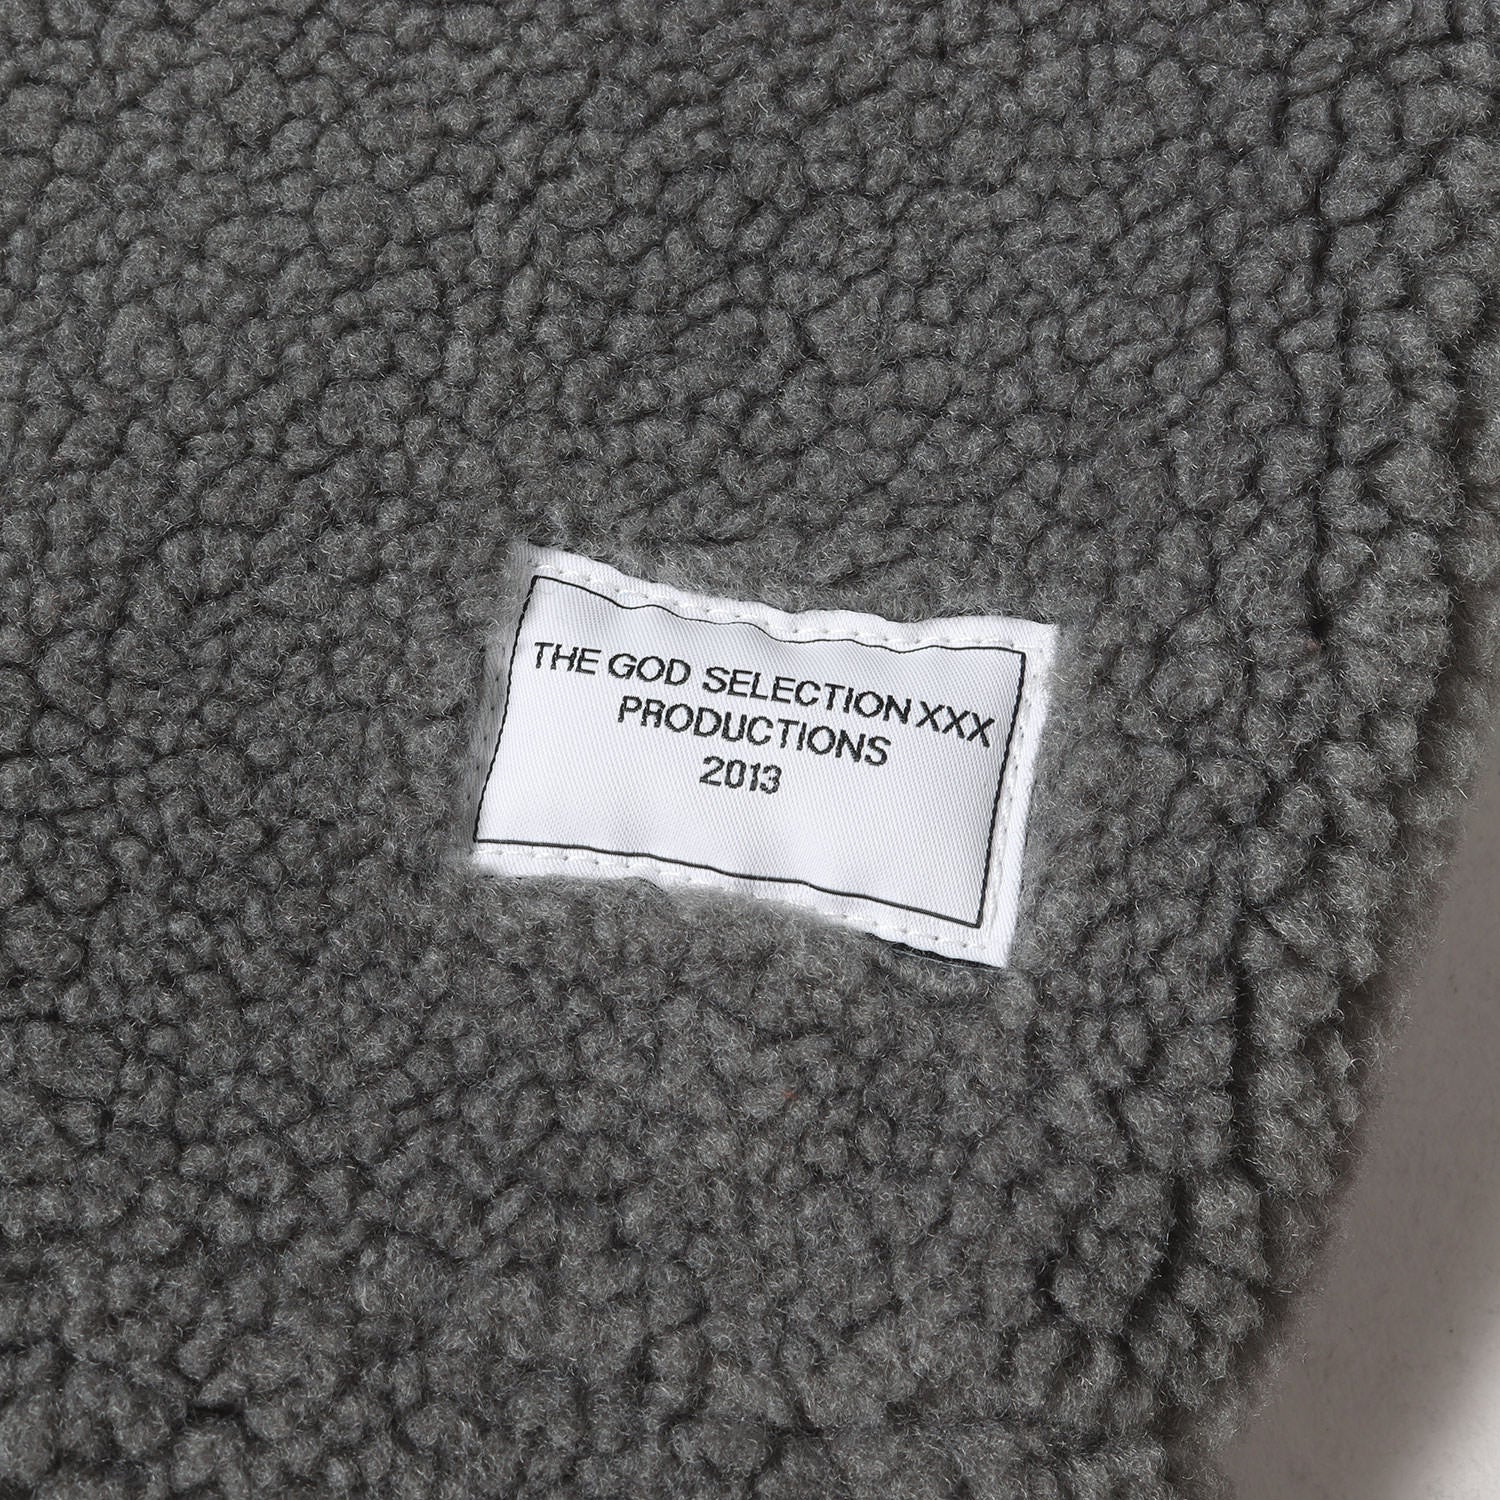 THE GOD SELECTION XXX
PRODUCTIONS
2013